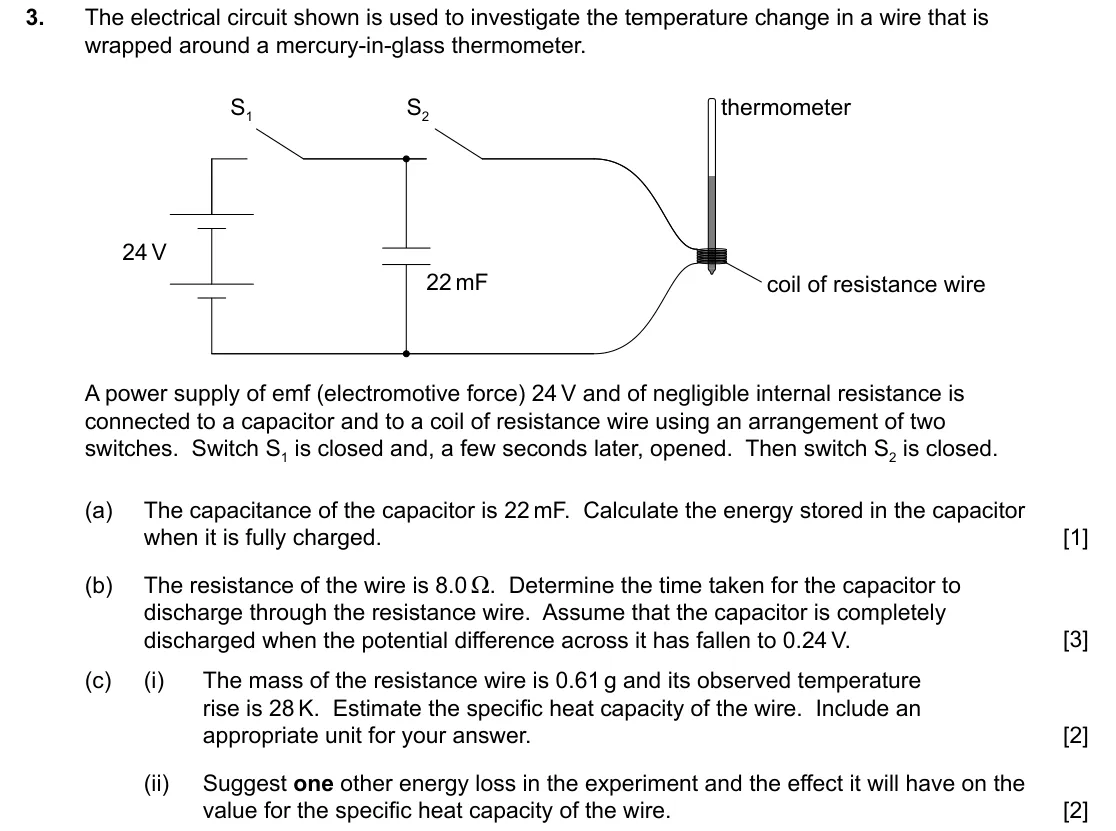 3. The electrical circuit shown is used to investigate the temperature change in a wire that is
wrapped around a mercury-in-glass thermometer.
S1
S2
thermometer
24 V
22 mF
coil of resistance wire
A power supply of emf (electromotive force) 24 V and of negligible internal resistance is
connected to a capacitor and to a coil of resistance wire using an arrangement of two
switches. Switch S1 is closed and, a few seconds later, opened. Then switch S2 is closed.
(a) The capacitance of the capacitor is 22 mF. Calculate the energy stored in the capacitor
when it is fully charged. [1]
(b) The resistance of the wire is 8.0 Ω. Determine the time taken for the capacitor to
discharge through the resistance wire. Assume that the capacitor is completely
discharged when the potential difference across it has fallen to 0.24 V. [3]
(c) (i) The mass of the resistance wire is 0.61 g and its observed temperature
rise is 28 K. Estimate the specific heat capacity of the wire. Include an
appropriate unit for your answer. [2]
(ii) Suggest one other energy loss in the experiment and the effect it will have on the
value for the specific heat capacity of the wire. [2]